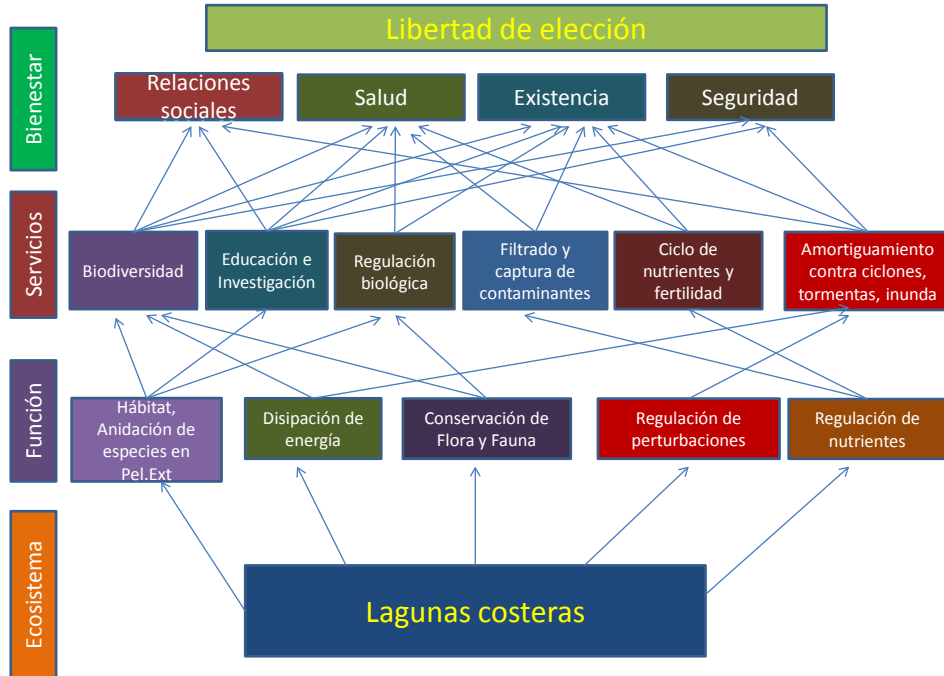 Libertad de elección
Bienestar
Relaciones
sociales
Salud
Existencia
Seguridad
Servicios
Biodiversidad
Educación e
Investigación
Regulación
biológica
Filtrado y
captura de
contaminantes
Ciclo de
nutrientes y
fertilidad
Amortiguamiento
contra ciclones,
tormentas, inunda
Función
Hábitat,
Anidación de
especies en
Pel.Ext
Disipación de
energía
Conservación de
Flora y Fauna
Regulación de
perturbaciones
Regulación de
nutrientes
Ecosistema
Lagunas costeras